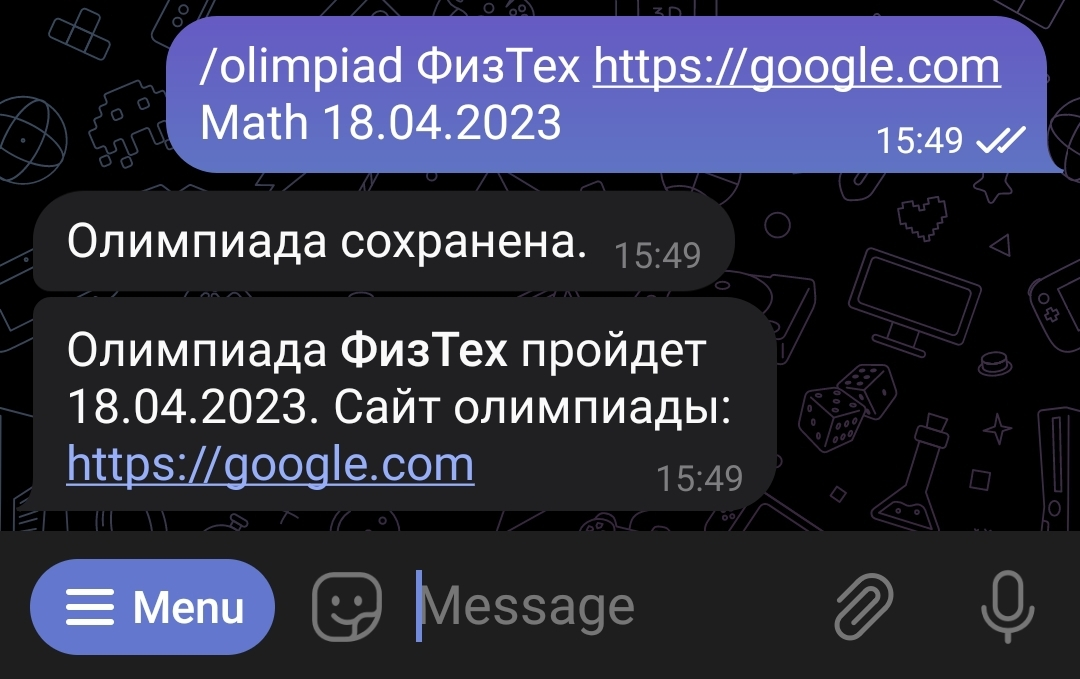 /olimpiad ФизТех https://google.com
Math 18.04.2023
15:49
Олимпиада сохранена.
15:49
Олимпиада ФизТех пройдет
18.04.2023. Сайт олимпиады:
https://google.com
15:49
Menu
Message